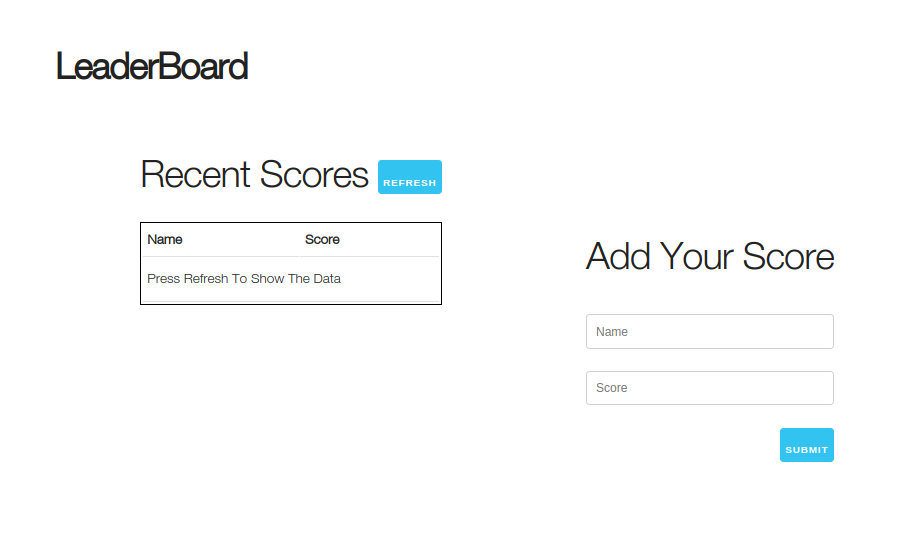 LeaderBoard
Recent Scores REFRESH
Name Score
Press Refresh To Show The Data
Add Your Score
Name
Score
SUBMIT